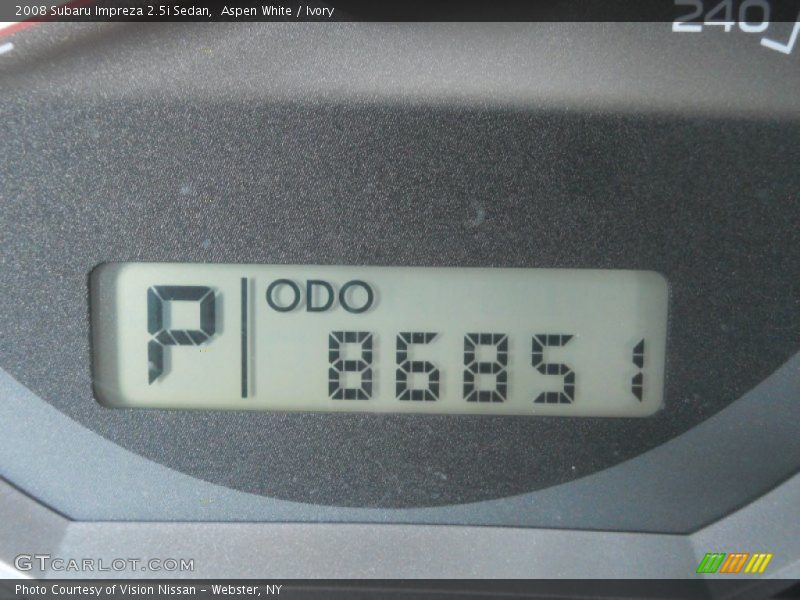 2008 Subaru Impreza 2.5i Sedan,  Aspen White / Ivory
240
P ODO
86851
GTCARLOT.COM
Photo Courtesy of Vision Nissan - Webster, NY